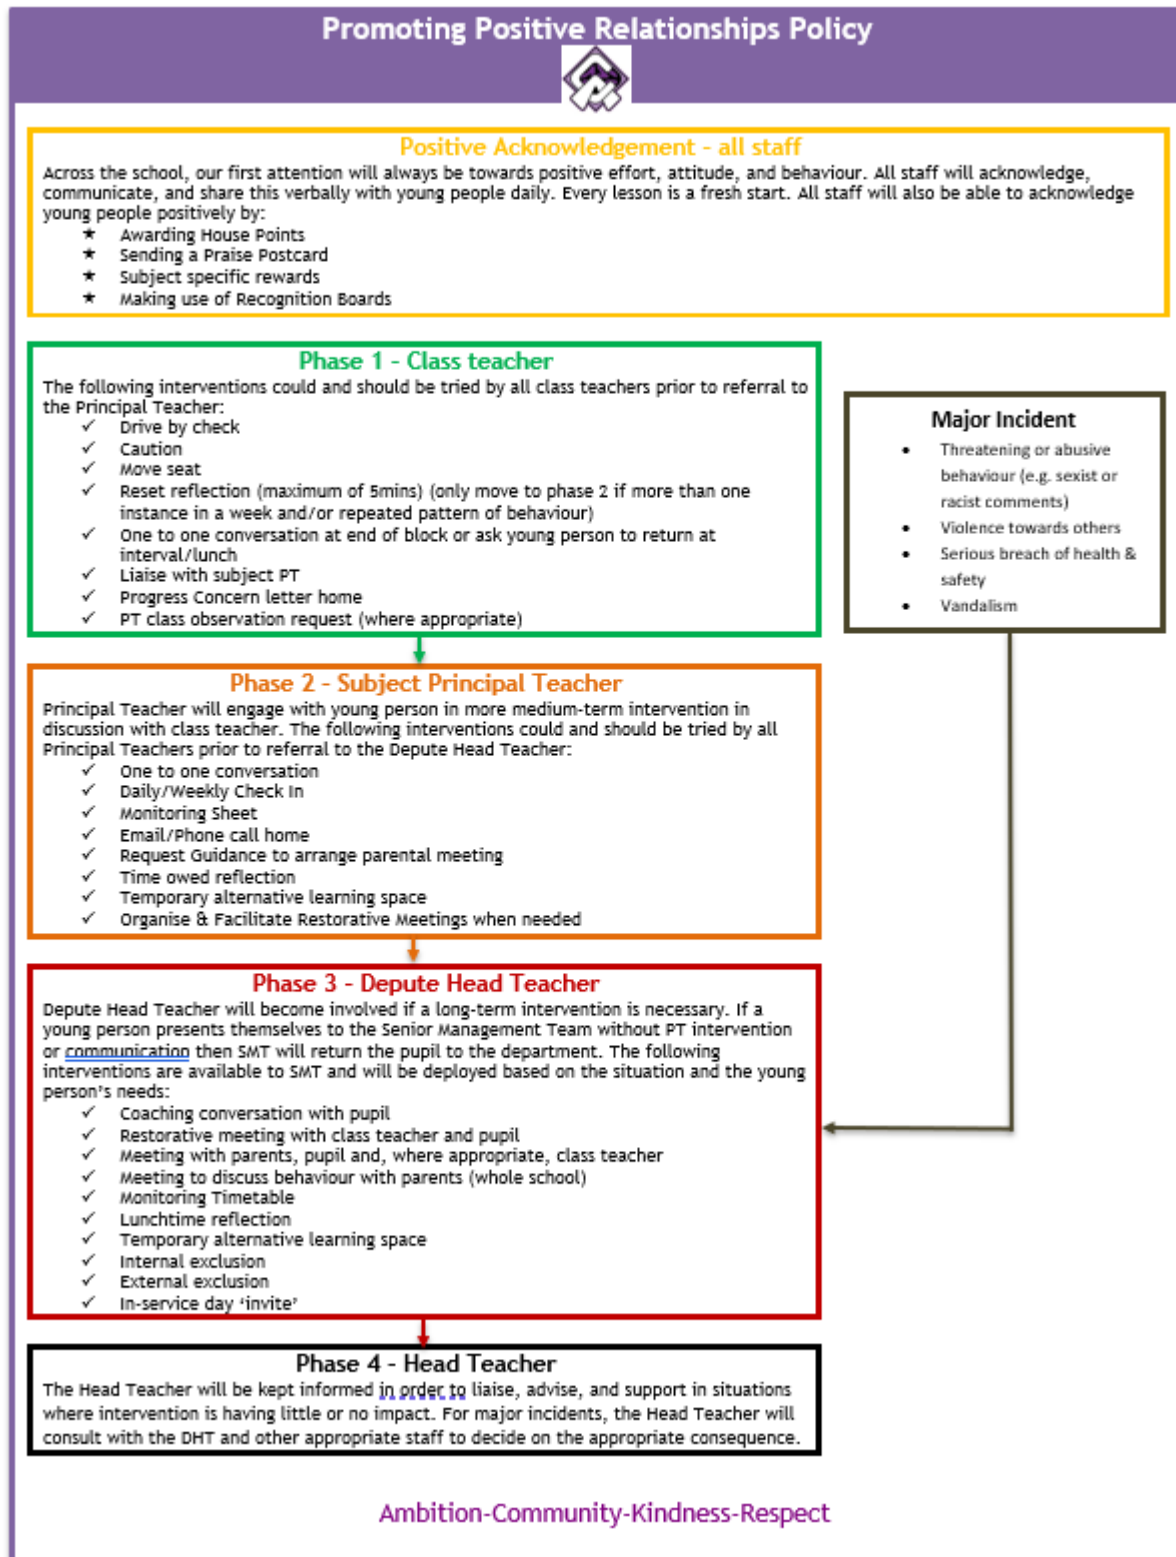 Promoting Positive Relationships Policy
Positive Acknowledgement - all staff
Across the school, our first attention will always be towards positive effort, attitude, and behaviour. All staff will acknowledge,
communicate, and share this verbally with young people daily. Every lesson is a fresh start. All staff will also be able to acknowledge
young people positively by:
★ Awarding House Points
★ Sending a Praise Postcard
★ Subject specific rewards
★ Making use of Recognition Boards
Phase 1 - Class teacher
The following interventions could and should be tried by all class teachers prior to referral to
the Principal Teacher:
✓ Drive by check
✓ Caution
✓ Move seat
✓ Reset reflection (maximum of 5mins) (only move to phase 2 if more than one
instance in a week and/or repeated pattern of behaviour)
✓ One to one conversation at end of block or ask young person to return at
interval/lunch
✓ Liaise with subject PT
✓ Progress Concern letter home
✓ PT class observation request (where appropriate)
Major Incident
• Threatening or abusive
behaviour (e.g. sexist or
racist comments)
• Violence towards others
• Serious breach of health &
safety
• Vandalism
Phase 2 - Subject Principal Teacher
Principal Teacher will engage with young person in more medium-term intervention in
discussion with class teacher. The following interventions could and should be tried by all
Principal Teachers prior to referral to the Depute Head Teacher:
✓ One to one conversation
✓ Daily/Weekly Check In
✓ Monitoring Sheet
✓ Email/Phone call home
✓ Request Guidance to arrange parental meeting
✓ Time owed reflection
✓ Temporary alternative learning space
✓ Organise & Facilitate Restorative Meetings when needed
Phase 3 - Depute Head Teacher
Depute Head Teacher will become involved if a long-term intervention is necessary. If a
young person presents themselves to the Senior Management Team without PT intervention
or communication then SMT will return the pupil to the department. The following
interventions are available to SMT and will be deployed based on the situation and the young
person's needs:
✓ Coaching conversation with pupil
✓ Restorative meeting with class teacher and pupil
✓ Meeting with parents, pupil and, where appropriate, class teacher
✓ Meeting to discuss behaviour with parents (whole school)
✓ Monitoring Timetable
✓ Lunchtime reflection
✓ Temporary alternative learning space
✓ Internal exclusion
✓ External exclusion
✓ In-service day ‘invite’
Phase 4 - Head Teacher
The Head Teacher will be kept informed in order to liaise, advise, and support in situations
where intervention is having little or no impact. For major incidents, the Head Teacher will
consult with the DHT and other appropriate staff to decide on the appropriate consequence.
Ambition-Community-Kindness-Respect